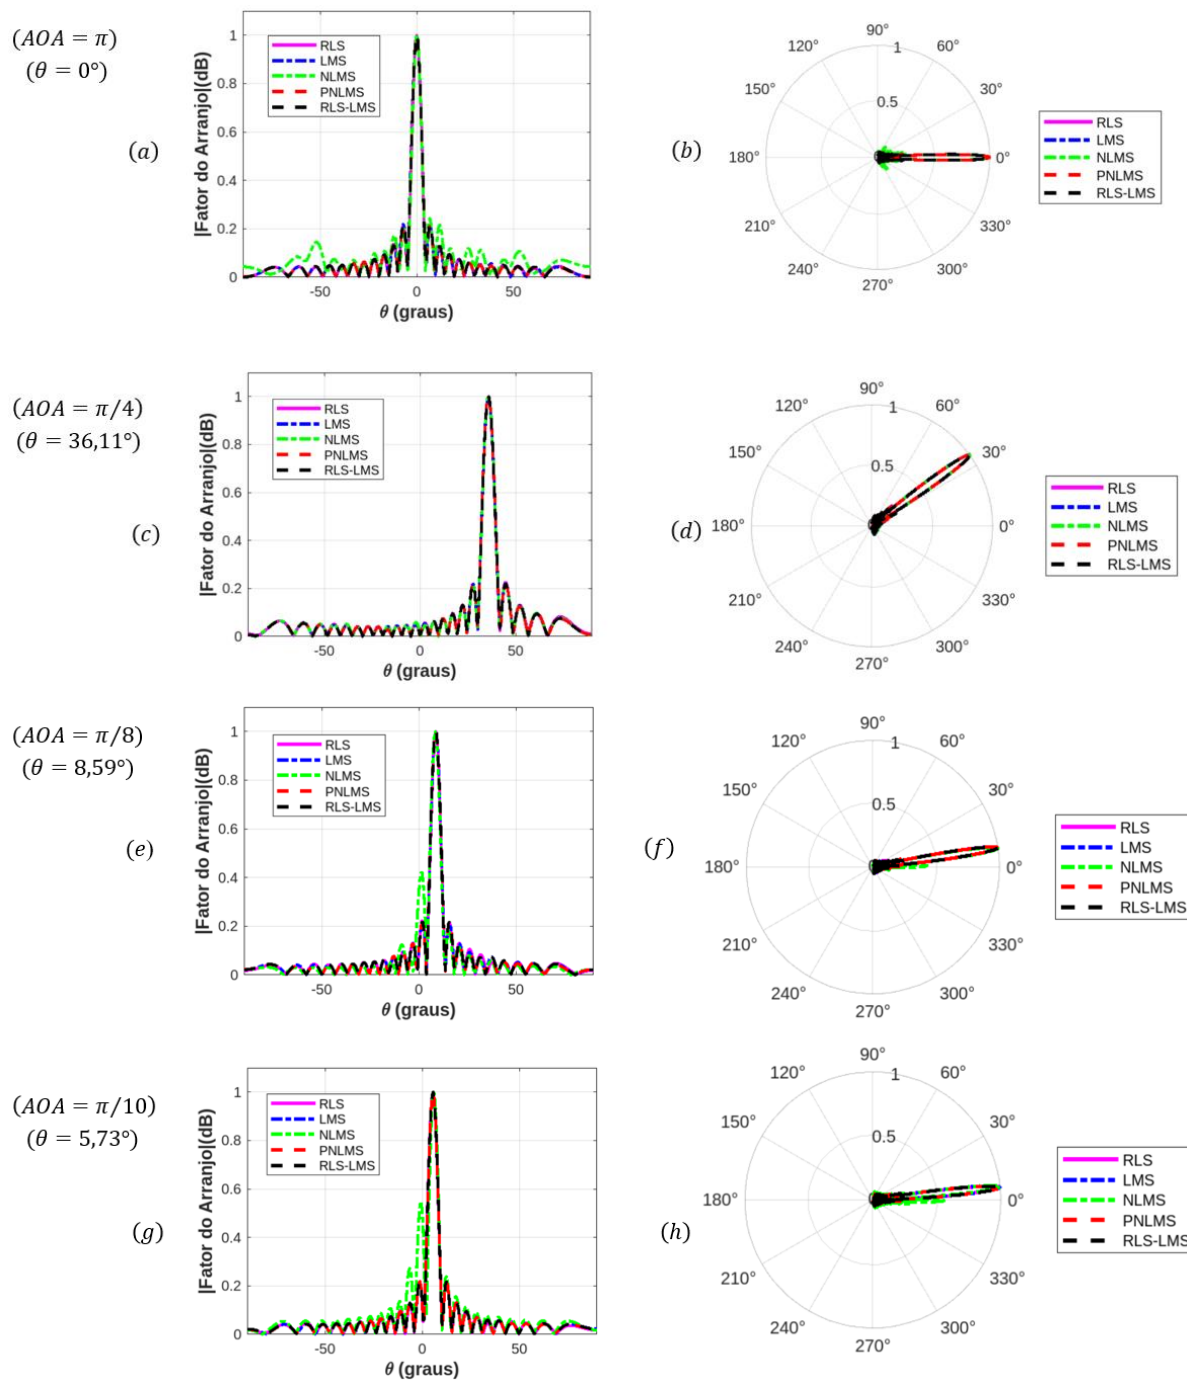 (AOA = π)
(θ = 0°)
(a)
|Fator do Arranjo|(dB)
1
0.8
0.6
0.4
0.2
0
-50
0
50
θ (graus)
RLS
LMS
NLMS
PNLMS
RLS-LMS
(b)
90°
120°
60°
150°
30°
180°
0°
210°
330°
240°
300°
270°
1
0.5
RLS
LMS
NLMS
PNLMS
RLS-LMS
(AOA = π/4)
(θ = 36,11°)
(c)
|Fator do Arranjo|(dB)
1
0.8
0.6
0.4
0.2
0
-50
0
50
θ (graus)
RLS
LMS
NLMS
PNLMS
RLS-LMS
(d)
90°
120°
60°
150°
30°
180°
0°
210°
330°
240°
300°
270°
1
0.5
RLS
LMS
NLMS
PNLMS
RLS-LMS
(AOA = π/8)
(θ = 8,59°)
(e)
|Fator do Arranjo|(dB)
1
0.8
0.6
0.4
0.2
0
-50
0
50
θ (graus)
RLS
LMS
NLMS
PNLMS
RLS-LMS
(f)
90°
120°
60°
150°
30°
180°
0°
210°
330°
240°
300°
270°
1
0.5
RLS
LMS
NLMS
PNLMS
RLS-LMS
(AOA = π/10)
(θ = 5,73°)
(g)
|Fator do Arranjo|(dB)
1
0.8
0.6
0.4
0.2
0
-50
0
50
θ (graus)
RLS
LMS
NLMS
PNLMS
RLS-LMS
(h)
90°
120°
60°
150°
30°
180°
0°
210°
330°
240°
300°
270°
1
0.5
RLS
LMS
NLMS
PNLMS
RLS-LMS